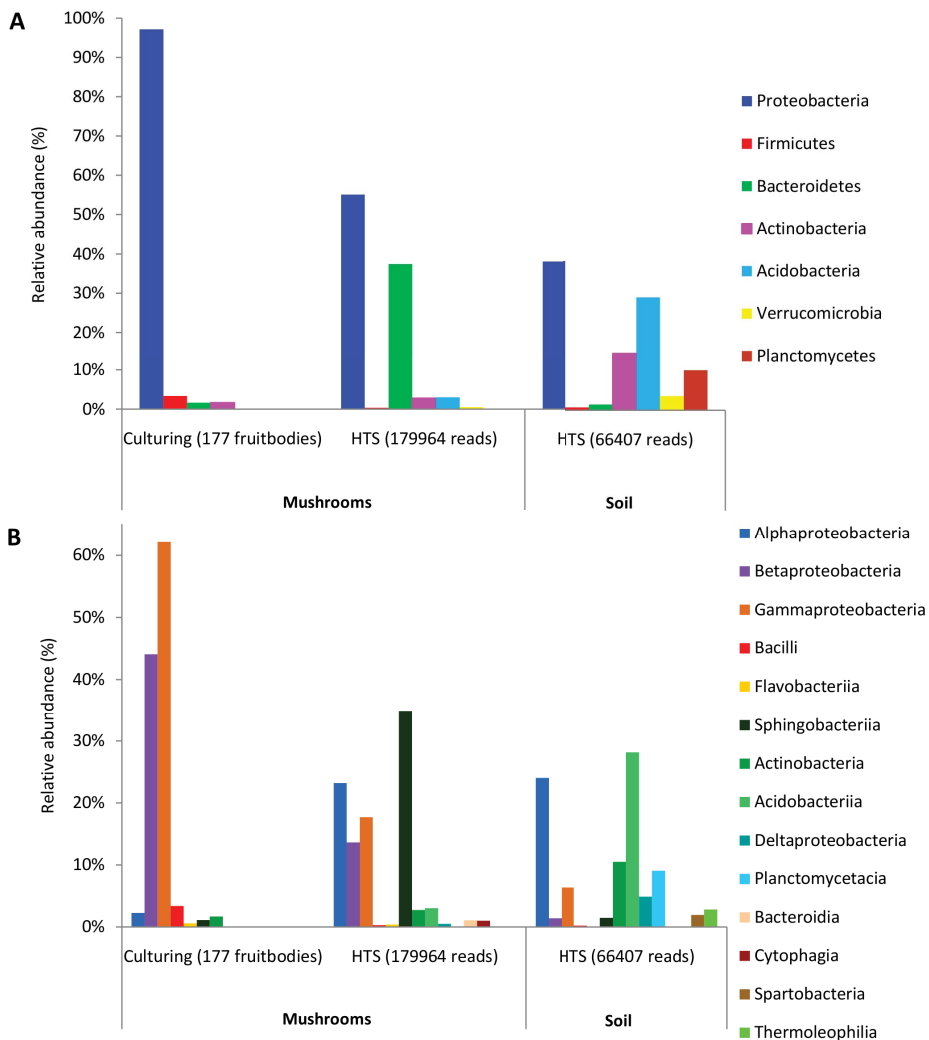 A
Relative abundance (%)
100%
90%
80%
70%
60%
50%
40%
30%
20%
10%
0%
Culturing (177 fruitbodies)
HTS (179964 reads)
HTS (66407 reads)
Mushrooms
Soil
Proteobacteria
Firmicutes
Bacteroidetes
Actinobacteria
Acidobacteria
Verrucomicrobia
Planctomycetes
B
Relative abundance (%)
60%
50%
40%
30%
20%
10%
0%
Culturing (177 fruitbodies)
HTS (179964 reads)
HTS (66407 reads)
Mushrooms
Soil
Alphaproteobacteria
Betaproteobacteria
Gammaproteobacteria
Bacilli
Flavobacteriia
Sphingobacteriia
Actinobacteria
Acidobacteriia
Deltaproteobacteria
Planctomycetacia
Bacteroidia
Cytophagia
Spartobacteria
Thermoleophilia